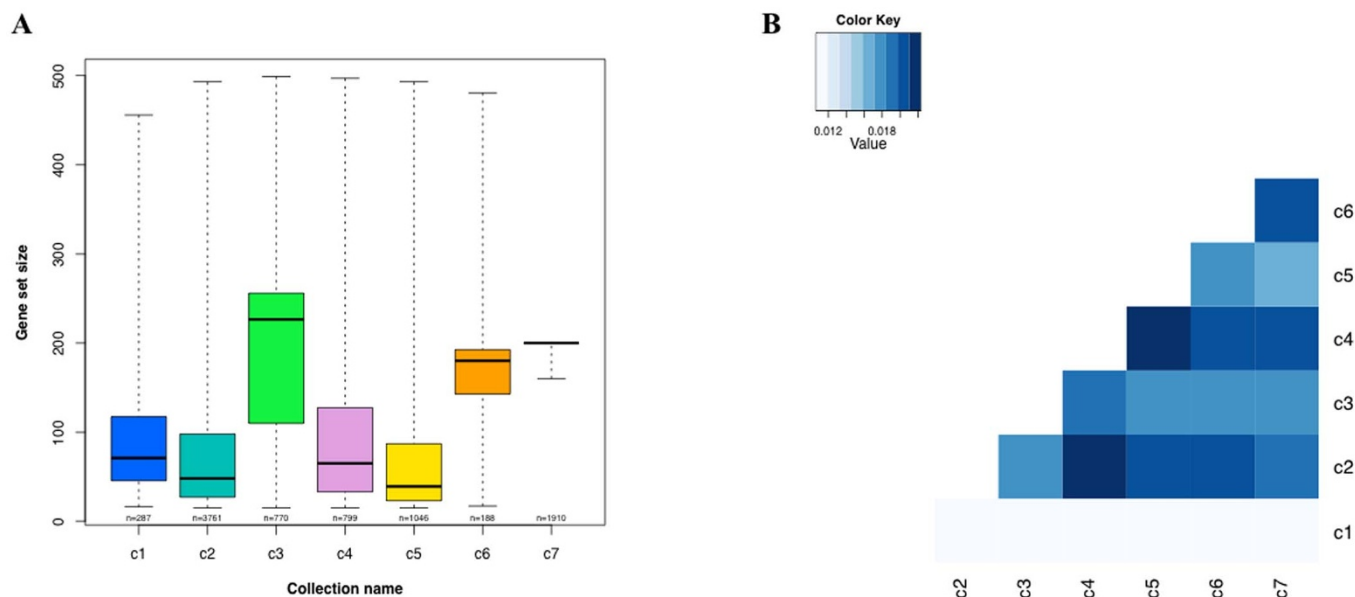 A
Gene set size
500
400
300
200
100
0
n=287 n=3761 n=770 n=799 n=1046 n=188 n=1910
c1 c2 c3 c4 c5 c6 c7
Collection name
B
Color Key
0.012 0.018
Value
c6
c5
c4
c3
c2
c1
c2 c3 c4 c5 c6 c7